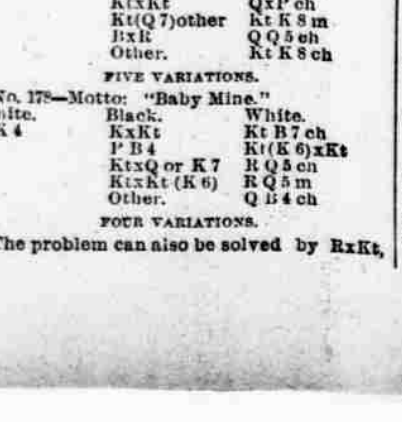 KtxKt QxP ch
Kt(Q 7)other Kt K 8 m
BxR Q Q 5 ch
Other. Kt K 8 ch
FIVE VARIATIONS.
No. 178—Motto: "Baby Mine."
White. Black. White.
K 4 KxKt Kt B 7 ch
P B 4 Kt(K 6)xKt
KtxQ or K 7 R Q 5 ch
KtxKt (K 6) R Q 5 m
Other. Q B 4 ch
FOUR VARIATIONS.
The problem can also be solved by RxKt,